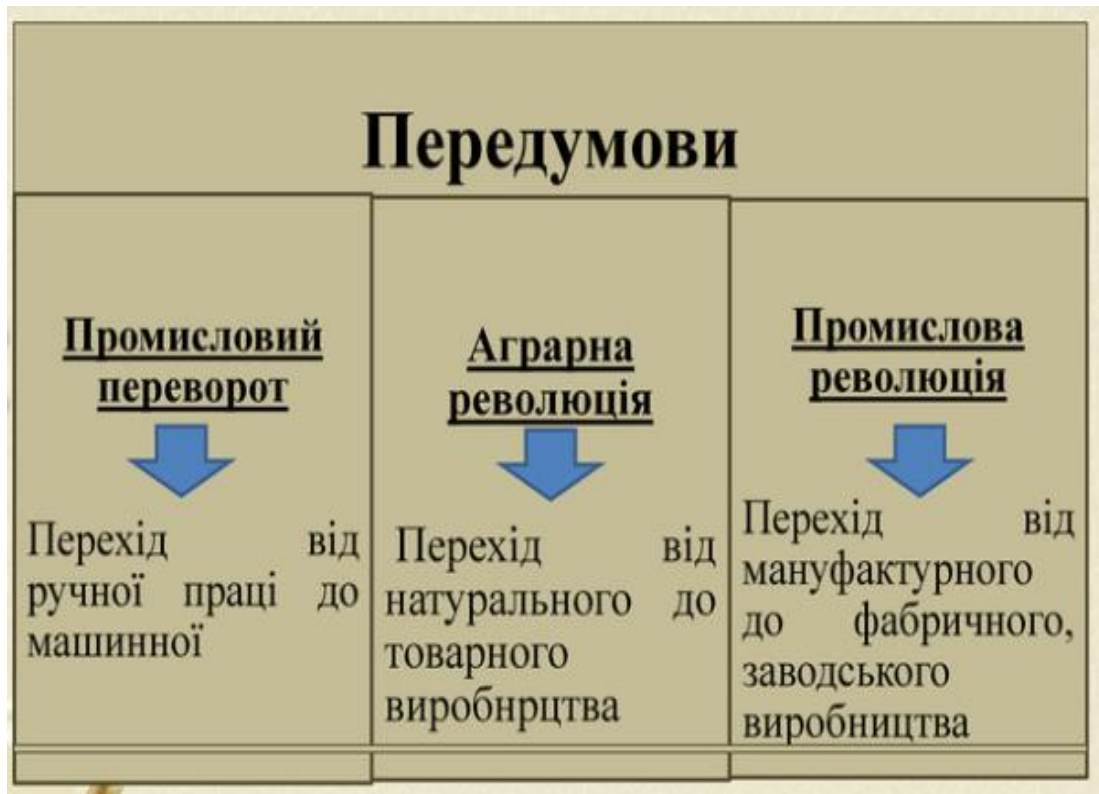 Передумови
Промисловий
переворот
Перехід від
ручної праці до
машинної
Аграрна
революція
Перехід від
натурального до
товарного
виробнрцтва
Промислова
революція
Перехід від
мануфактурного
до фабричного,
заводського
виробництва